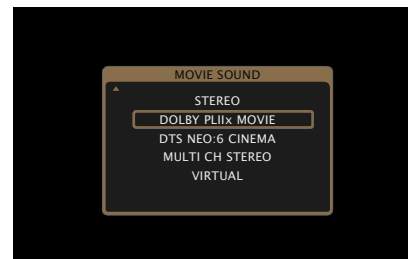 MOVIE SOUND
STEREO
DOLBY PLIIx MOVIE
DTS NEO:6 CINEMA
MULTI CH STEREO
VIRTUAL